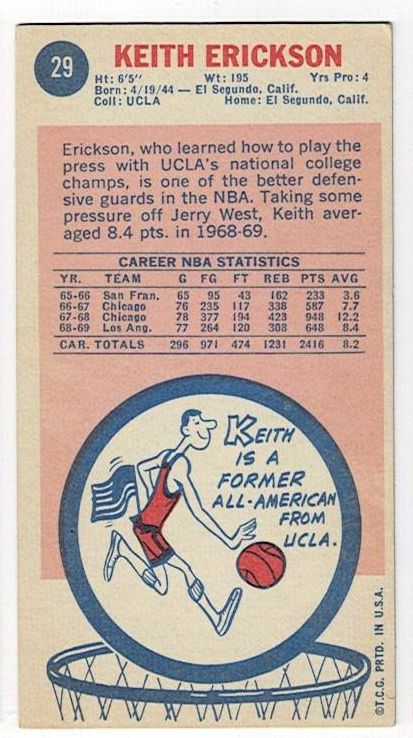 29
KEITH ERICKSON
Ht: 6'5" Wt: 195 Yrs Pro: 4
Born: 4/19/44 — El Segundo, Calif.
Coll: UCLA Home: El Segundo, Calif.
Erickson, who learned how to play the
press with UCLA's national college
champs, is one of the better defen-
sive guards in the NBA. Taking some
pressure off Jerry West, Keith aver-
aged 8.4 pts. in 1968-69.
CAREER NBA STATISTICS
YR. TEAM G FG FT REB PTS AVG
65-66 San Fran. 65 95 43 162 233 3.6
66-67 Chicago 76 235 117 338 587 7.7
67-68 Chicago 78 377 194 423 948 12.2
68-69 Los Ang. 77 264 120 308 648 8.4
CAR. TOTALS 296 971 474 1231 2416 8.2
KEITH
IS A
FORMER
ALL-AMERICAN
FROM
UCLA.
©T.C.G. PRTD. IN U.S.A.